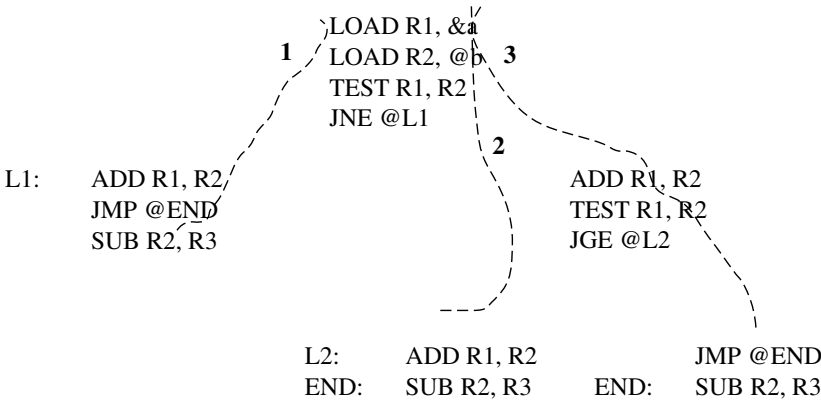 LOAD R1, &a
1 LOAD R2, @b 3
TEST R1, R2
JNE @L1
2
L1: ADD R1, R2 ADD R1, R2
JMP @END TEST R1, R2
SUB R2, R3 JGE @L2
L2: ADD R1, R2 JMP @END
END: SUB R2, R3 END: SUB R2, R3